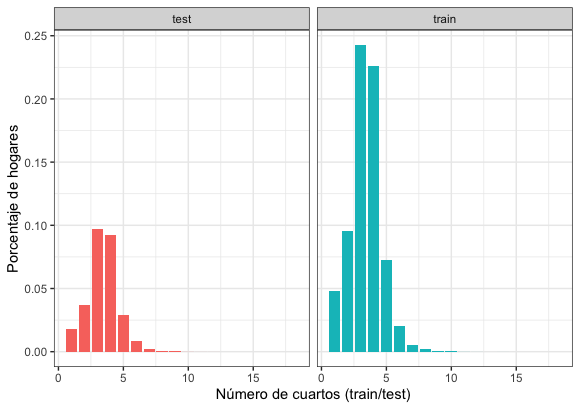 test train
0.25
0.20
0.15
0.10
0.05
0.00
0 5 10 15 0 5 10 15
Porcentaje de hogares
Número de cuartos (train/test)